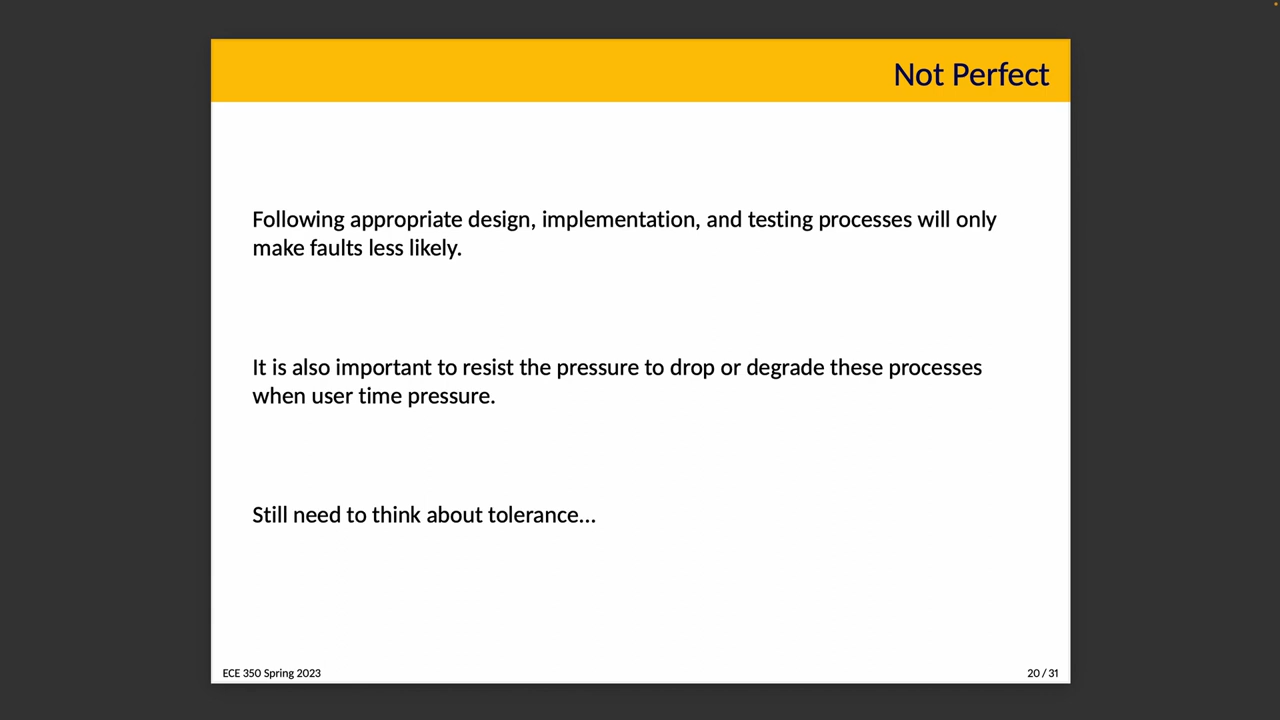 Not Perfect
Following appropriate design, implementation, and testing processes will only
make faults less likely.
It is also important to resist the pressure to drop or degrade these processes
when user time pressure.
Still need to think about tolerance...
ECE 350 Spring 2023
20 / 31